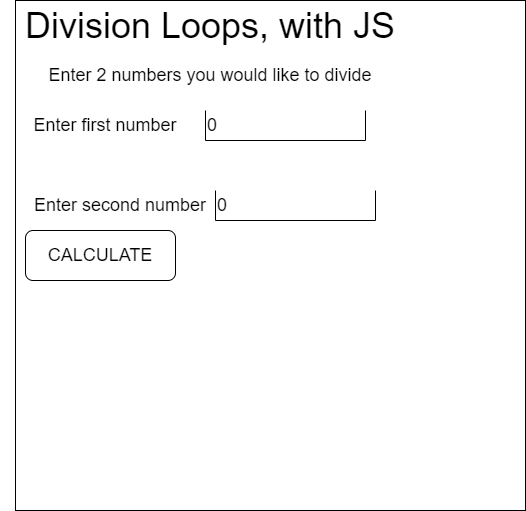 Division Loops, with JS
Enter 2 numbers you would like to divide
Enter first number 0
Enter second number 0
CALCULATE